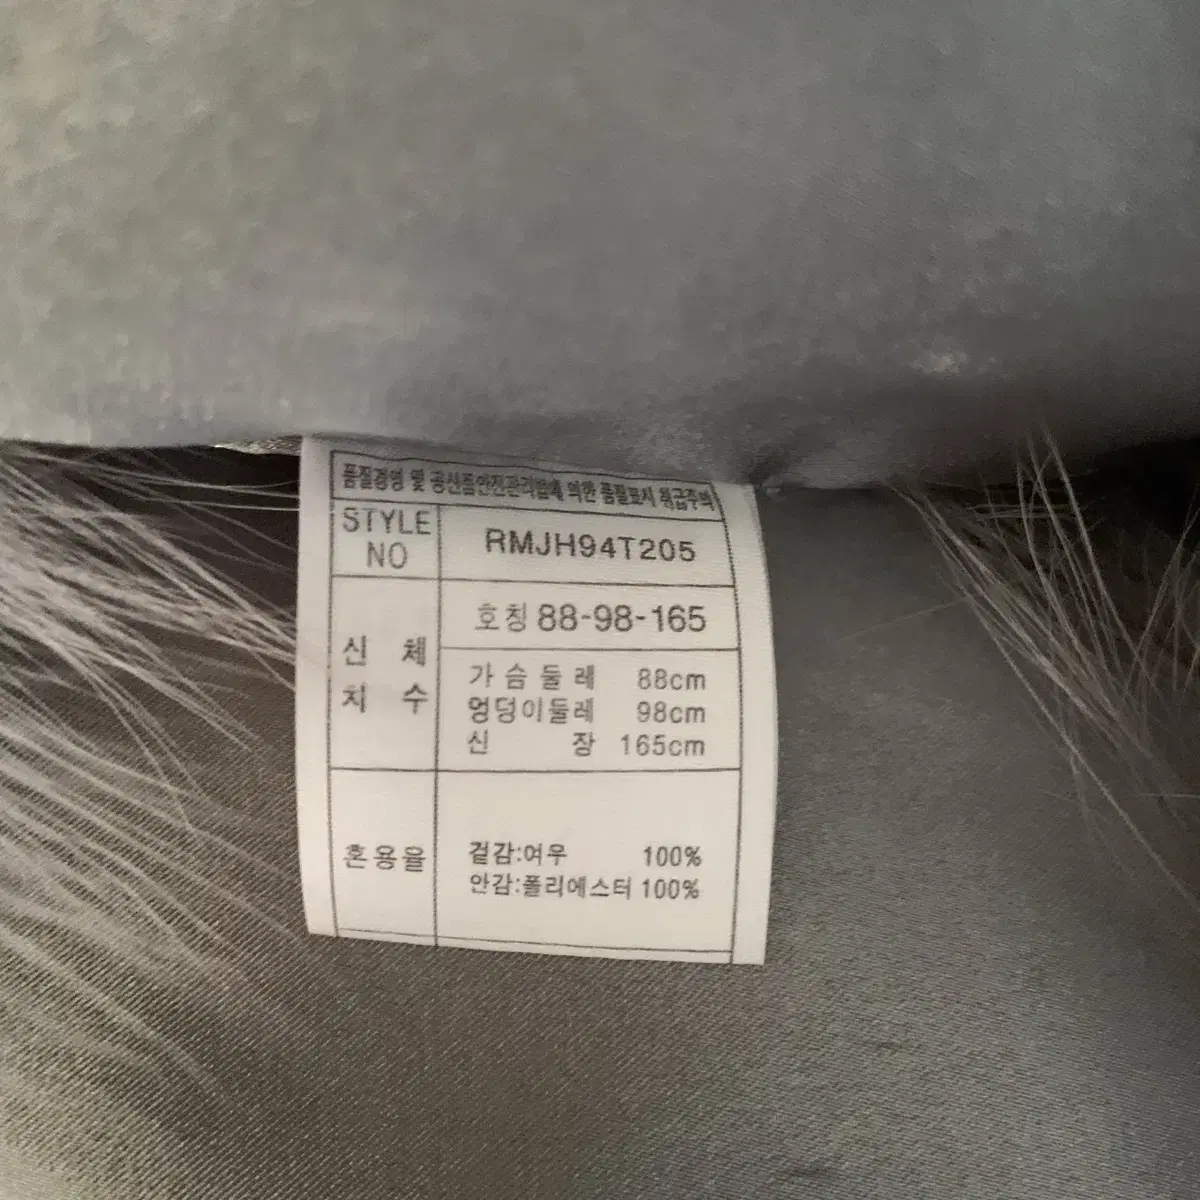 품질경영 및 공산품안전관리법에 의한 품질표시 취급주의
STYLE NO
RMJH94T205
신체 치수
호칭 88-98-165
가슴둘레 88cm
엉덩이둘레 98cm
신장 165cm
혼용율
겉감:여우 100%
안감:폴리에스터 100%